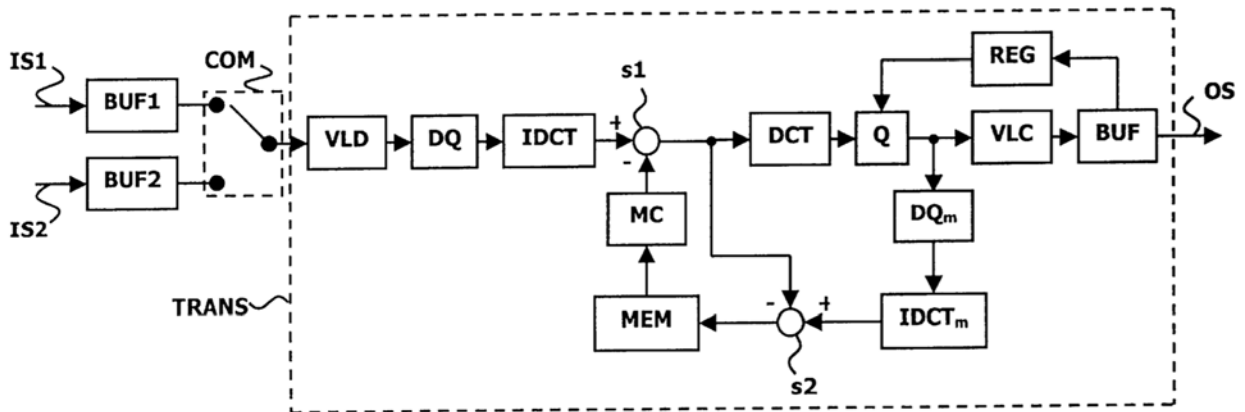 IS1
COM
s1
REG
OS
BUF1
+
VLD
DQ
IDCT
-
DCT
Q
VLC
BUF
BUF2
IS2
MC
DQm
TRANS
MEM
-
+
IDCTm
s2